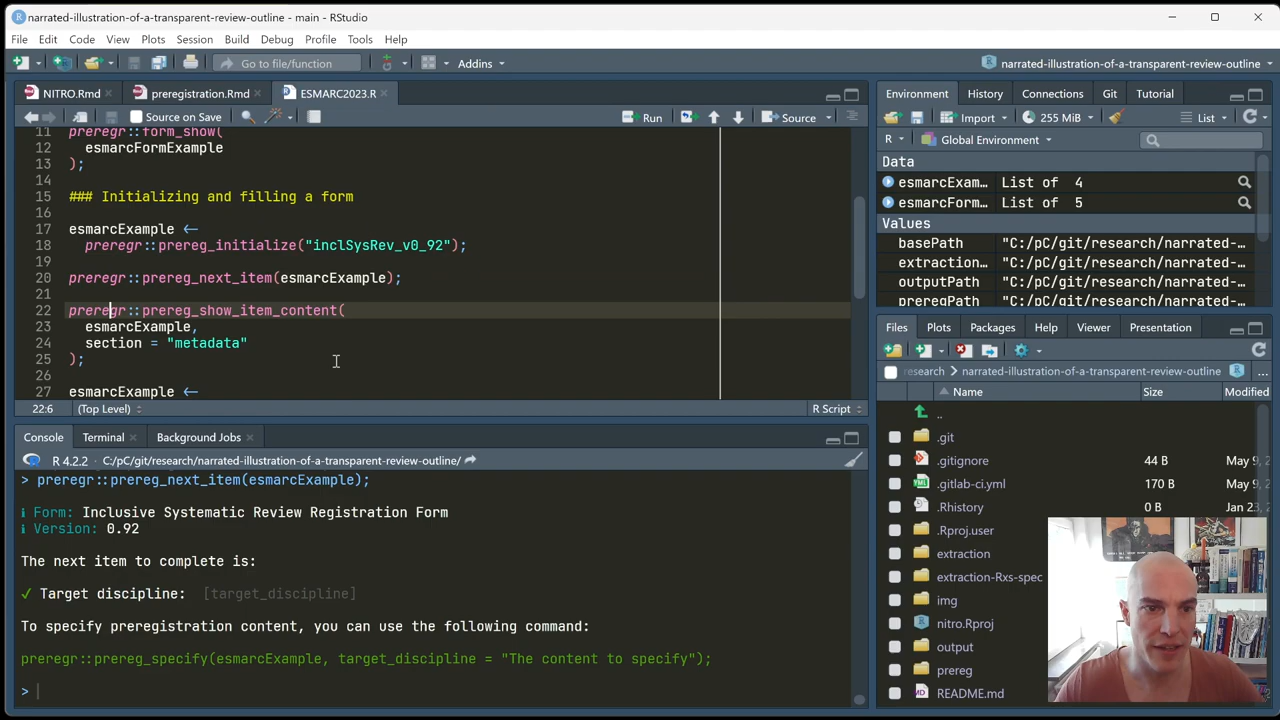 narrated-illustration-of-a-transparent-review-outline - main - RStudio
File Edit Code View Plots Session Build Debug Profile Tools Help
Go to file/function
Addins
narrated-illustration-of-a-transparent-review-outline
NITRO.Rmd
preregistration.Rmd
ESMARC2023.R
Source on Save
Run
Source
11 preregr::form_show(
12 esmarcFormExample
13 );
14
15 ### Initializing and filling a form
16
17 esmarcExample <-
18 preregr::prereg_initialize("inclSysRev_v0_92");
19
20 preregr::prereg_next_item(esmarcExample);
21
22 preregr::prereg_show_item_content(
23 esmarcExample,
24 section = "metadata"
25 );
26
27 esmarcExample <-
22:6 (Top Level) R Script
Console Terminal Background Jobs
R 4.2.2 · C:/pC/git/research/narrated-illustration-of-a-transparent-review-outline/
> preregr::prereg_next_item(esmarcExample);
i Form: Inclusive Systematic Review Registration Form
i Version: 0.92
The next item to complete is:
✓ Target discipline: [target_discipline]
To specify preregistration content, you can use the following command:
preregr::prereg_specify(esmarcExample, target_discipline = "The content to specify");
>
Environment History Connections Git Tutorial
Import 255 MiB List
R Global Environment
Data
esmarcExam… List of 4
esmarcForm… List of 5
Values
basePath "C:/pC/git/research/narrated-…
extraction… "C:/pC/git/research/narrated-…
outputPath "C:/pC/git/research/narrated-…
preregPath "C:/pC/git/research/narrated-…
Files Plots Packages Help Viewer Presentation
research > narrated-illustration-of-a-transparent-review-outline ...
Name Size Modified
..
.git
.gitignore 44 B May 9, 2
.gitlab-ci.yml 170 B May 9, 2
.Rhistory 0 B Jan 23,
.Rproj.user
extraction
extraction-Rxs-spec
img
nitro.Rproj
output
prereg
README.md